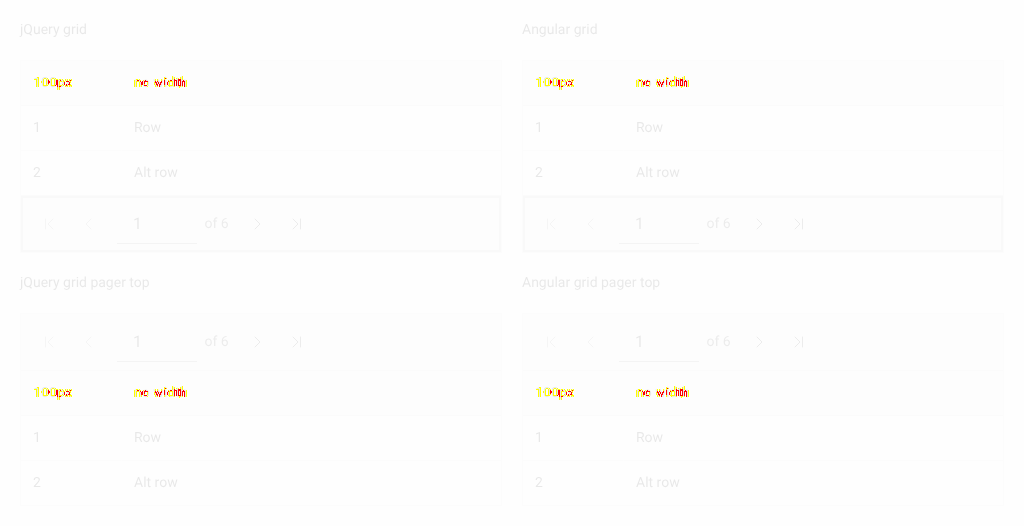 jQuery grid
Angular grid
1 Row
2 Alt row
1 of 6
1 Row
2 Alt row
1 of 6
jQuery grid pager top
Angular grid pager top
1 of 6
1 Row
2 Alt row
1 of 6
1 Row
2 Alt row